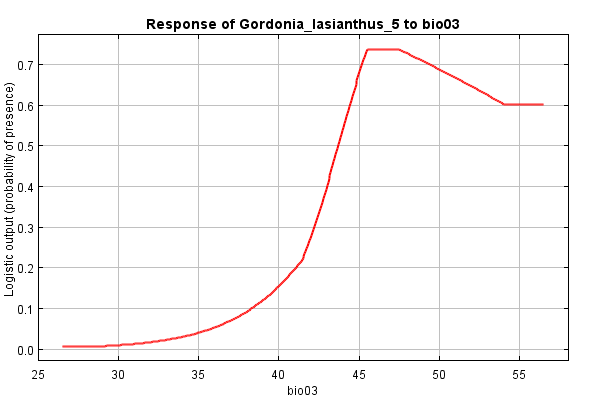 Response of Gordonia_lasianthus_5 to bio03
Logistic output (probability of presence)
0.7
0.6
0.5
0.4
0.3
0.2
0.1
0.0
25 30 35 40 45 50 55
bio03